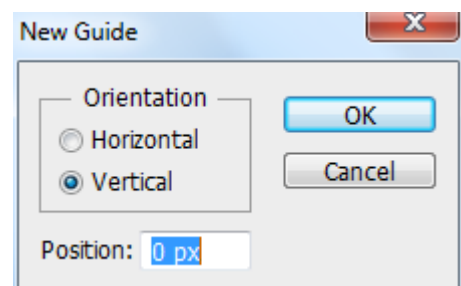 New Guide
Orientation
OK
Horizontal
Vertical
Cancel
Position: 0 px